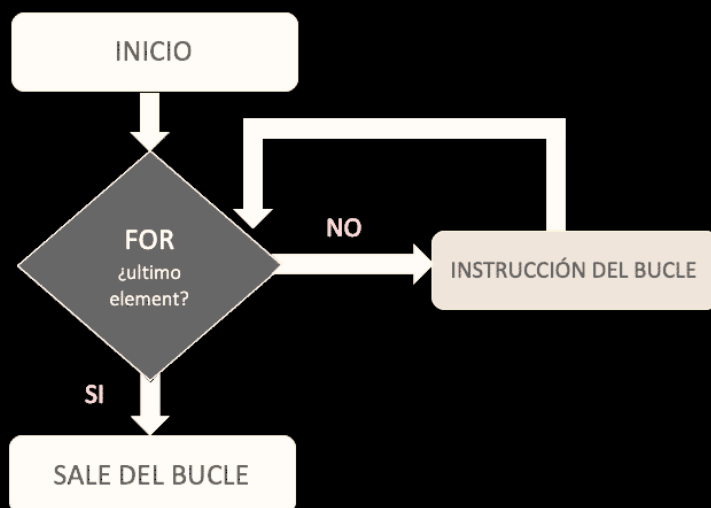 INICIO
FOR
¿ultimo
element?
NO
INSTRUCCIÓN DEL BUCLE
SI
SALE DEL BUCLE